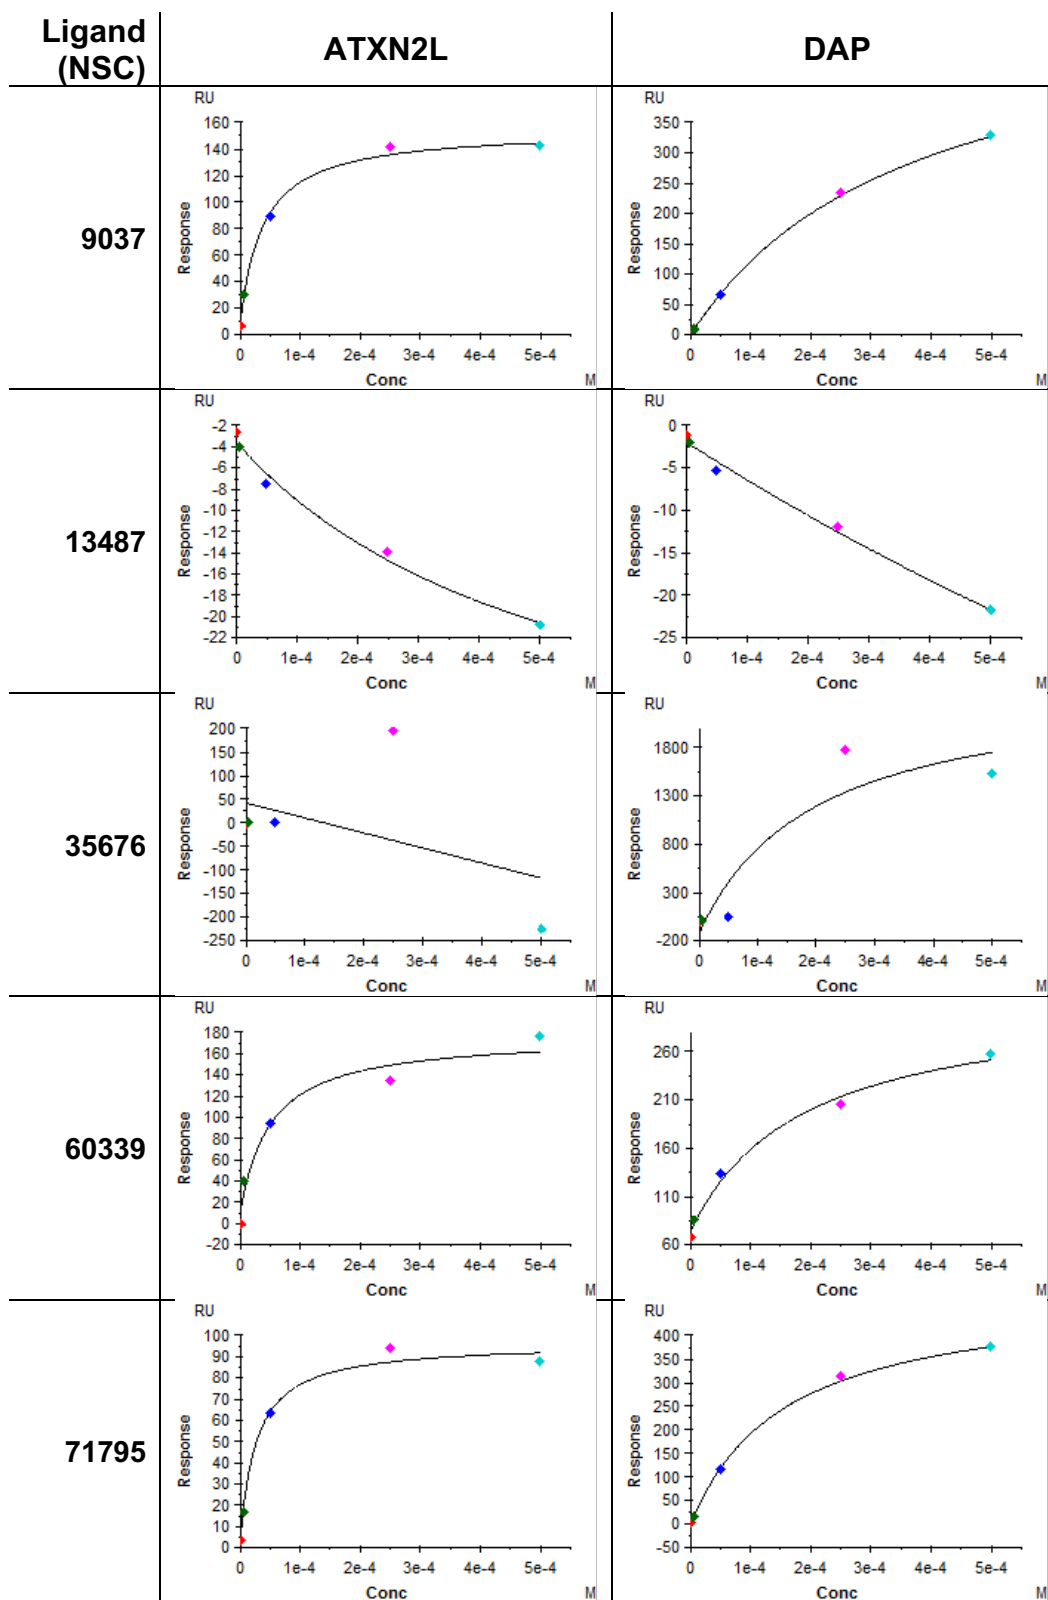 Ligand (NSC) ATXN2L DAP
9037
RU
160
140
120
100
80
60
40
20
0
Response
0 1e-4 2e-4 3e-4 4e-4 5e-4
Conc M
RU
350
300
250
200
150
100
50
0
Response
0 1e-4 2e-4 3e-4 4e-4 5e-4
Conc M
13487
RU
-2
-4
-6
-8
-10
-12
-14
-16
-18
-20
-22
Response
0 1e-4 2e-4 3e-4 4e-4 5e-4
Conc M
RU
0
-5
-10
-15
-20
-25
Response
0 1e-4 2e-4 3e-4 4e-4 5e-4
Conc M
35676
RU
200
150
100
50
0
-50
-100
-150
-200
-250
Response
0 1e-4 2e-4 3e-4 4e-4 5e-4
Conc M
RU
1800
1300
800
300
-200
Response
0 1e-4 2e-4 3e-4 4e-4 5e-4
Conc M
60339
RU
180
160
140
120
100
80
60
40
20
0
-20
Response
0 1e-4 2e-4 3e-4 4e-4 5e-4
Conc M
RU
260
210
160
110
60
Response
0 1e-4 2e-4 3e-4 4e-4 5e-4
Conc M
71795
RU
100
90
80
70
60
50
40
30
20
10
0
Response
0 1e-4 2e-4 3e-4 4e-4 5e-4
Conc M
RU
400
350
300
250
200
150
100
50
0
-50
Response
0 1e-4 2e-4 3e-4 4e-4 5e-4
Conc M